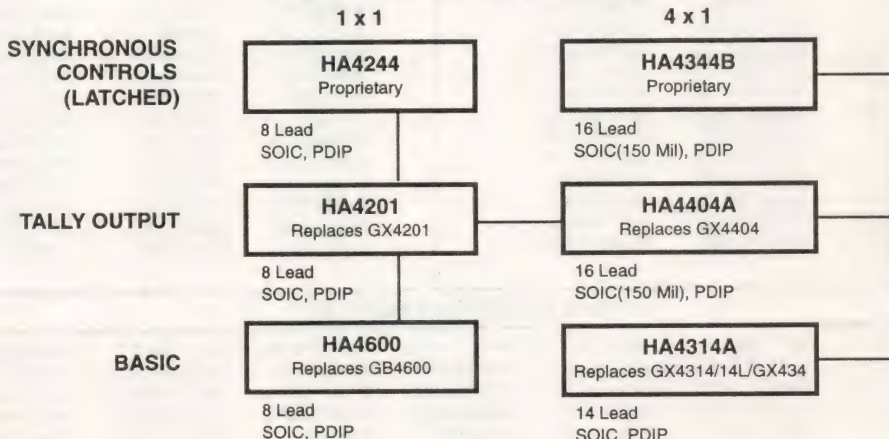 1 x 1
4 x 1
SYNCHRONOUS
CONTROLS
(LATCHED)
HA4244
Proprietary
HA4344B
Proprietary
8 Lead
SOIC, PDIP
16 Lead
SOIC(150 Mil), PDIP
TALLY OUTPUT
HA4201
Replaces GX4201
HA4404A
Replaces GX4404
8 Lead
SOIC, PDIP
16 Lead
SOIC(150 Mil), PDIP
BASIC
HA4600
Replaces GB4600
HA4314A
Replaces GX4314/14L/GX434
8 Lead
SOIC, PDIP
14 Lead
SOIC, PDIP